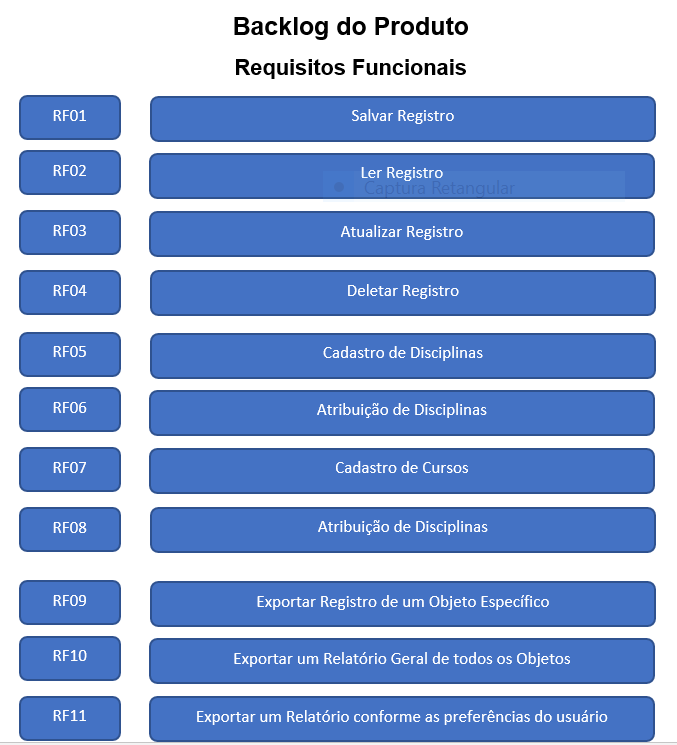 Backlog do Produto
Requisitos Funcionais
RF01 Salvar Registro
RF02 Ler Registro
Captura Retangular
RF03 Atualizar Registro
RF04 Deletar Registro
RF05 Cadastro de Disciplinas
RF06 Atribuição de Disciplinas
RF07 Cadastro de Cursos
RF08 Atribuição de Disciplinas
RF09 Exportar Registro de um Objeto Específico
RF10 Exportar um Relatório Geral de todos os Objetos
RF11 Exportar um Relatório conforme as preferências do usuário